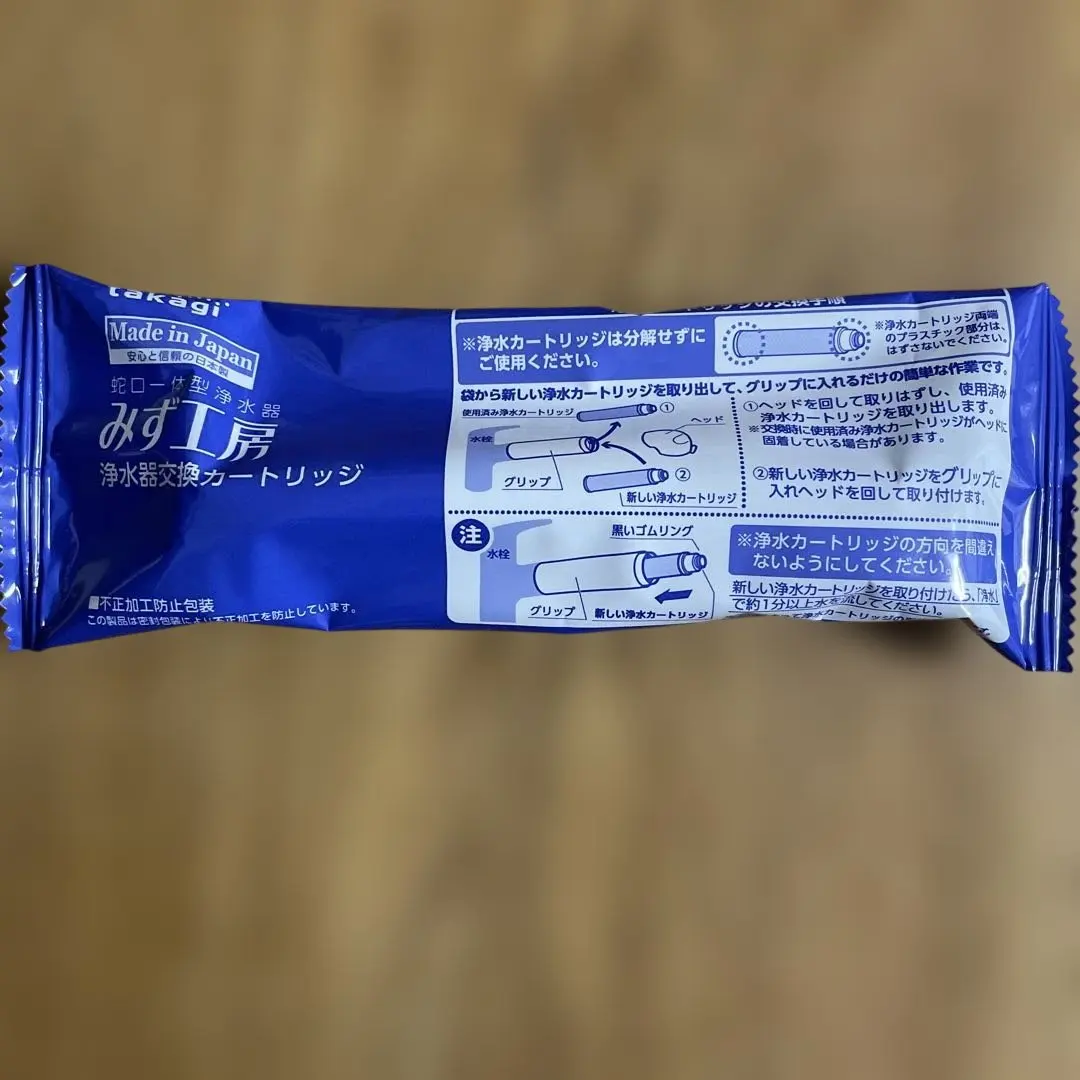 takagi
Made in Japan
安心と信頼の日本製
蛇口一体型浄水器
みず工房
浄水器交換カートリッジ
■不正加工防止包装
この製品は密封包装により不正加工を防止しています。
の交換手順
※浄水カートリッジは分解せずに
ご使用ください。
※浄水カートリッジ両端
のプラスチック部分は、
はずさないでください。
袋から新しい浄水カートリッジを取り出して、グリップに入れるだけの簡単な作業です。
使用済み浄水カートリッジ
①
ヘッド
水栓
グリップ
②
新しい浄水カートリッジ
①ヘッドを回して取りはずし、使用済み
浄水カートリッジを取り出します。
※交換時に使用済み浄水カートリッジがヘッドに
固着している場合があります。
②新しい浄水カートリッジをグリップに
入れヘッドを回して取り付けます。
注
水栓
黒いゴムリング
グリップ
新しい浄水カートリッジ
※浄水カートリッジの方向を間違え
ないようにしてください。
新しい浄水カートリッジを取り付けたら、「浄水」
で約1分以上水を流してください。